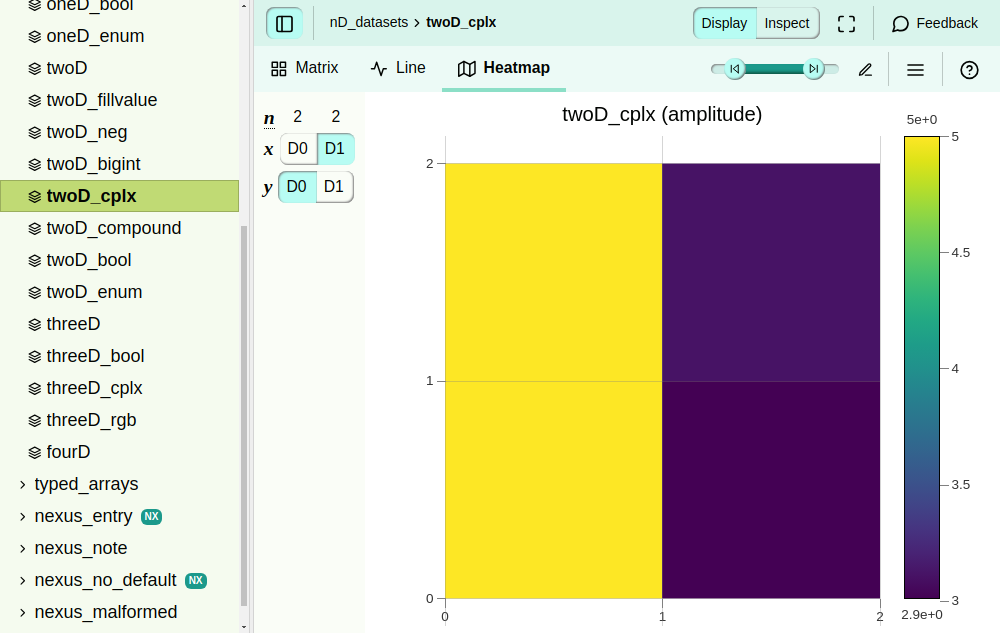 oneD_bool
oneD_enum
twoD
twoD_fillvalue
twoD_neg
twoD_bigint
twoD_cplx
twoD_compound
twoD_bool
twoD_enum
threeD
threeD_bool
threeD_cplx
threeD_rgb
fourD
typed_arrays
nexus_entry NX
nexus_note
nexus_no_default NX
nexus_malformed
nD_datasets > twoD_cplx
Display Inspect
Feedback
Matrix Line Heatmap
n 2 2
x D0 D1
y D0 D1
twoD_cplx (amplitude)
2
1
0
0 1 2
5e+0
5
4.5
4
3.5
3
2.9e+0